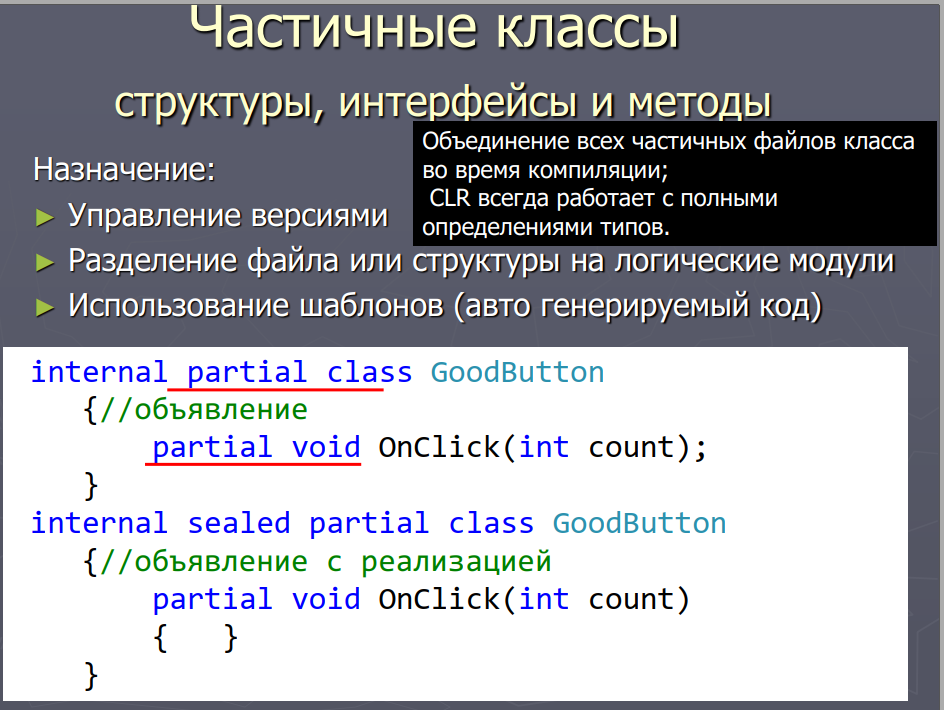 Частичные классы
структуры, интерфейсы и методы
Объединение всех частичных файлов класса
во время компиляции;
CLR всегда работает с полными
определениями типов.
Назначение:
► Управление версиями
► Разделение файла или структуры на логические модули
► Использование шаблонов (авто генерируемый код)
internal partial class GoodButton
{//объявление
partial void OnClick(int count);
}
internal sealed partial class GoodButton
{//объявление с реализацией
partial void OnClick(int count)
{ }
}